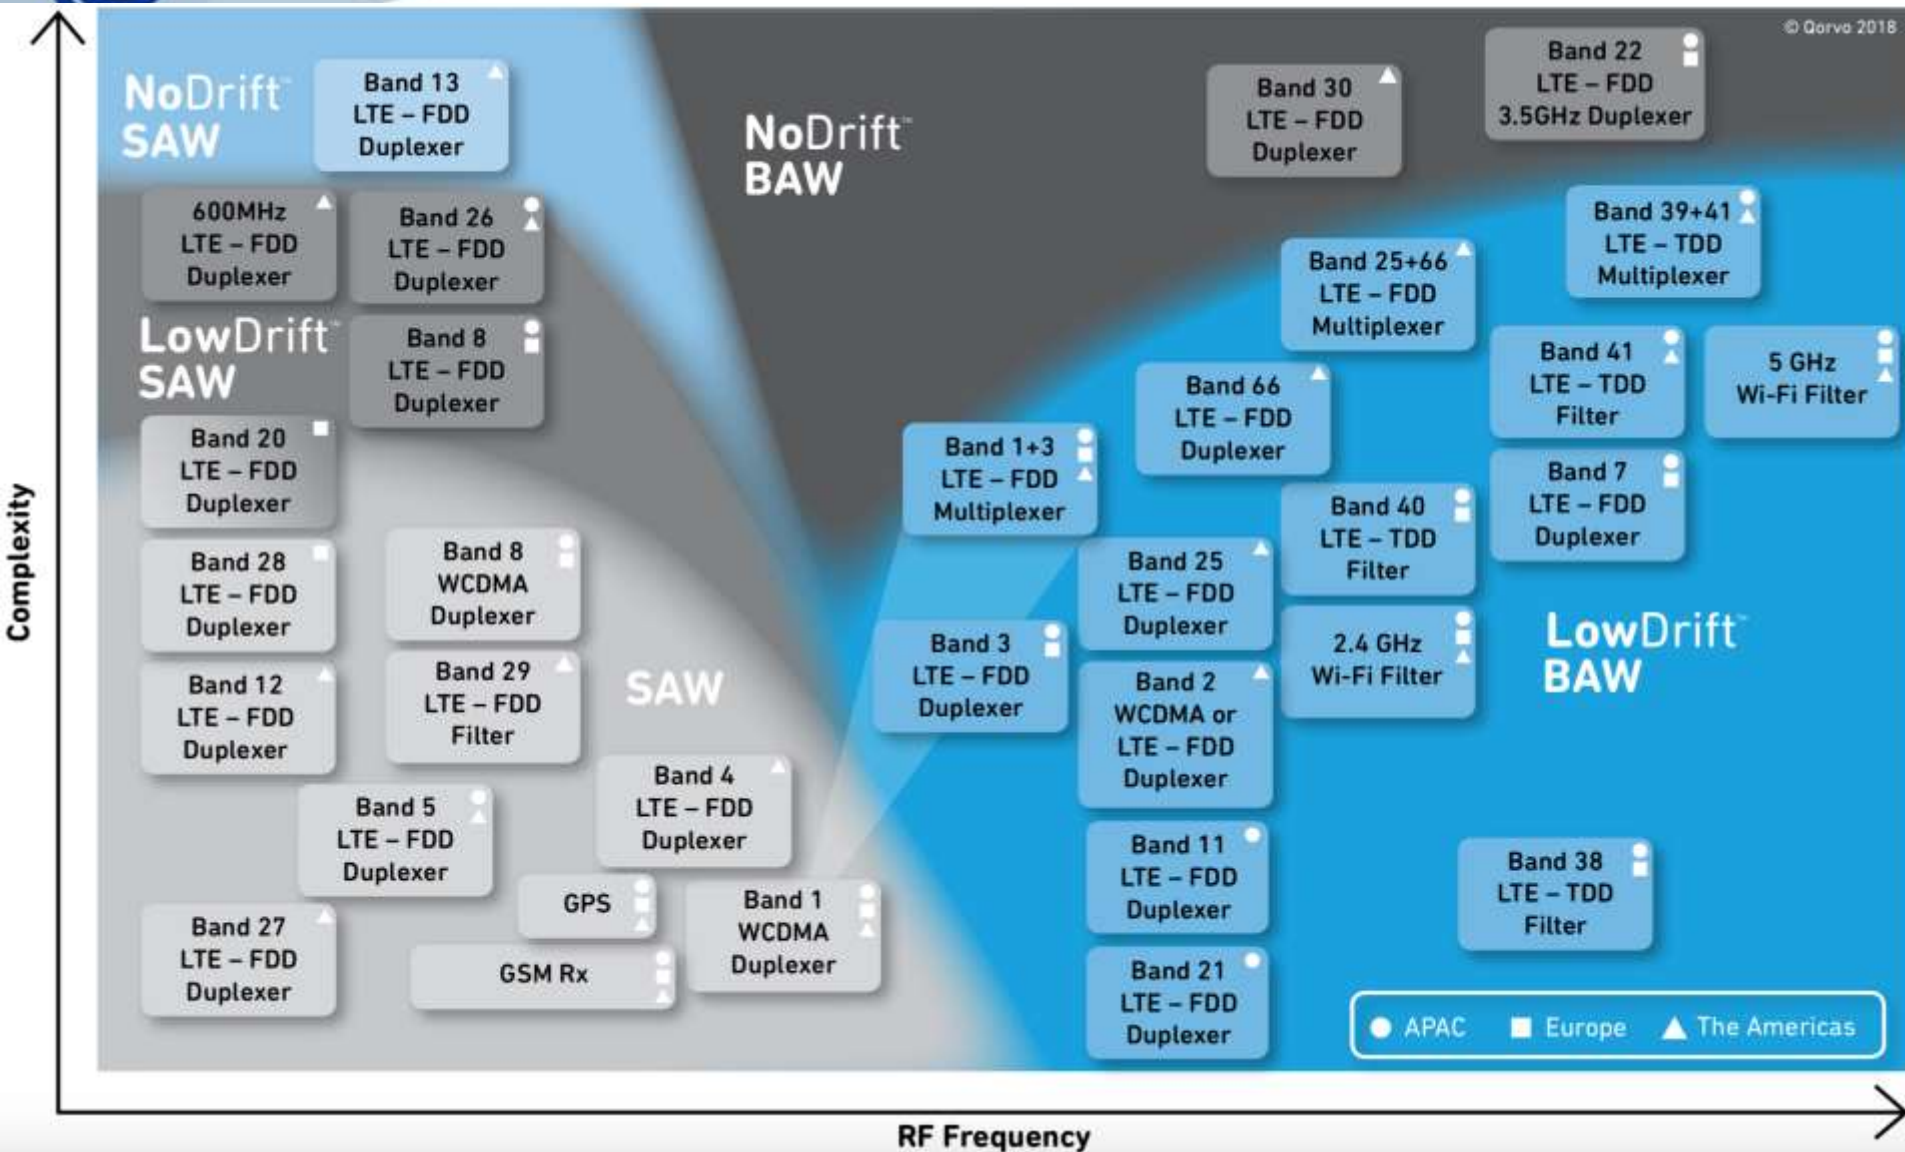 © Qorvo 2018
NoDrift™
SAW
Band 13
LTE – FDD
Duplexer
NoDrift™
BAW
Band 30
LTE – FDD
Duplexer
Band 22
LTE – FDD
3.5GHz Duplexer
600MHz
LTE – FDD
Duplexer
Band 26
LTE – FDD
Duplexer
Band 39+41
LTE – TDD
Multiplexer
Band 25+66
LTE – FDD
Multiplexer
LowDrift™
SAW
Band 8
LTE – FDD
Duplexer
Band 41
LTE – TDD
Filter
5 GHz
Wi-Fi Filter
Band 66
LTE – FDD
Duplexer
Band 20
LTE – FDD
Duplexer
Band 1+3
LTE – FDD
Multiplexer
Band 40
LTE – TDD
Filter
Band 7
LTE – FDD
Duplexer
Band 28
LTE – FDD
Duplexer
Band 8
WCDMA
Duplexer
Band 25
LTE – FDD
Duplexer
Band 3
LTE – FDD
Duplexer
2.4 GHz
Wi-Fi Filter
LowDrift™
BAW
Band 12
LTE – FDD
Duplexer
Band 29
LTE – FDD
Filter
SAW
Band 2
WCDMA or
LTE – FDD
Duplexer
Band 5
LTE – FDD
Duplexer
Band 4
LTE – FDD
Duplexer
Band 11
LTE – FDD
Duplexer
Band 38
LTE – TDD
Filter
GPS
Band 1
WCDMA
Duplexer
Band 27
LTE – FDD
Duplexer
GSM Rx
Band 21
LTE – FDD
Duplexer
APAC
Europe
The Americas
Complexity
RF Frequency